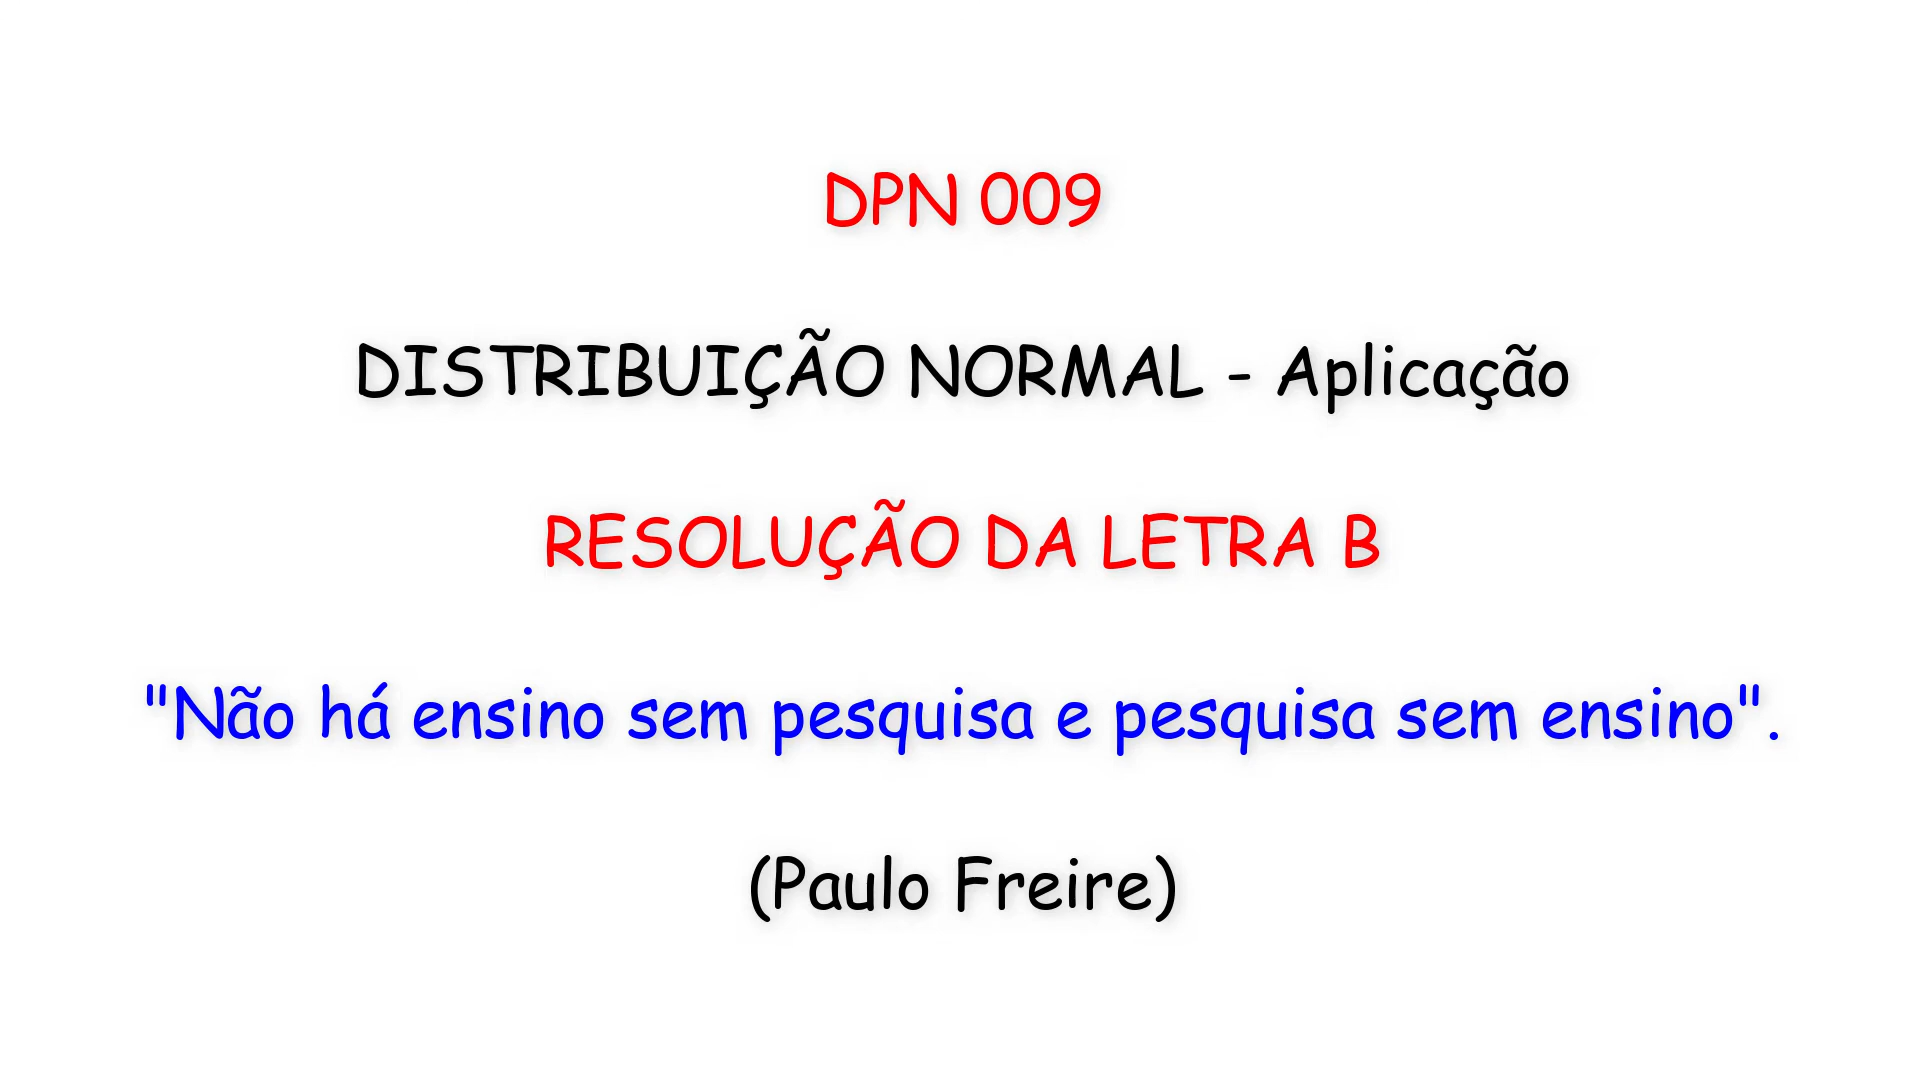 DPN 009
DISTRIBUIÇÃO NORMAL - Aplicação
RESOLUÇÃO DA LETRA B
"Não há ensino sem pesquisa e pesquisa sem ensino".
(Paulo Freire)